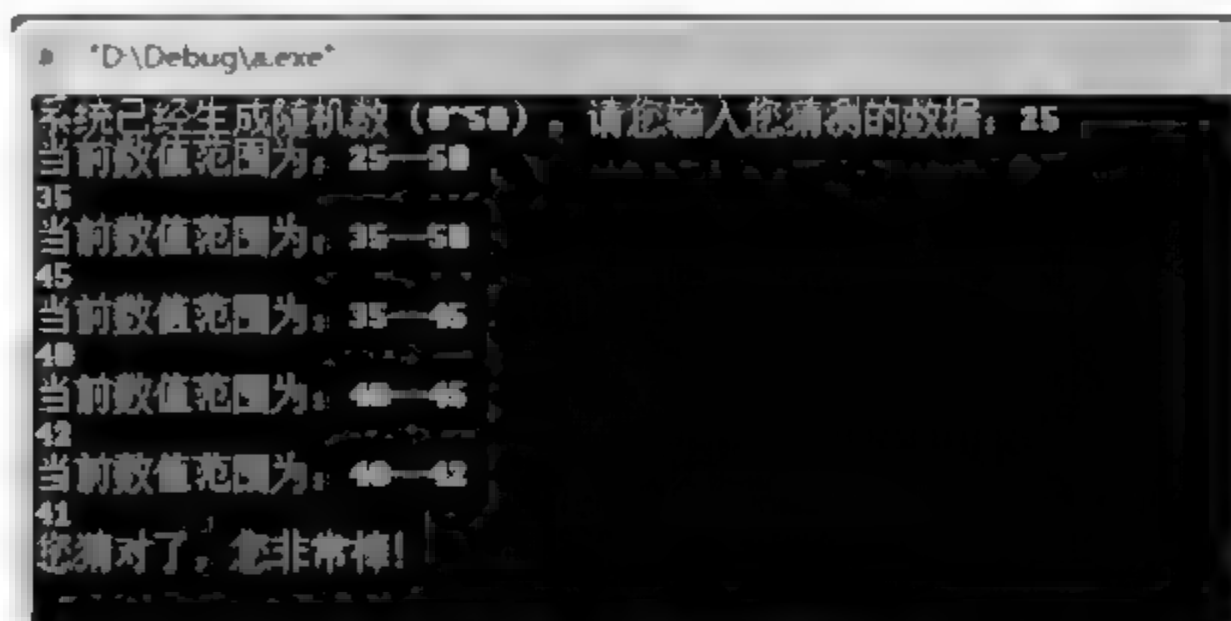 "D:\Debug\a.exe"
系统已经生成随机数（0~50）。请您输入您猜测的数据：25
当前数值范围为：25--50
35
当前数值范围为：35--50
45
当前数值范围为：35--45
40
当前数值范围为：40--45
42
当前数值范围为：40--42
41
您猜对了，您非常棒！